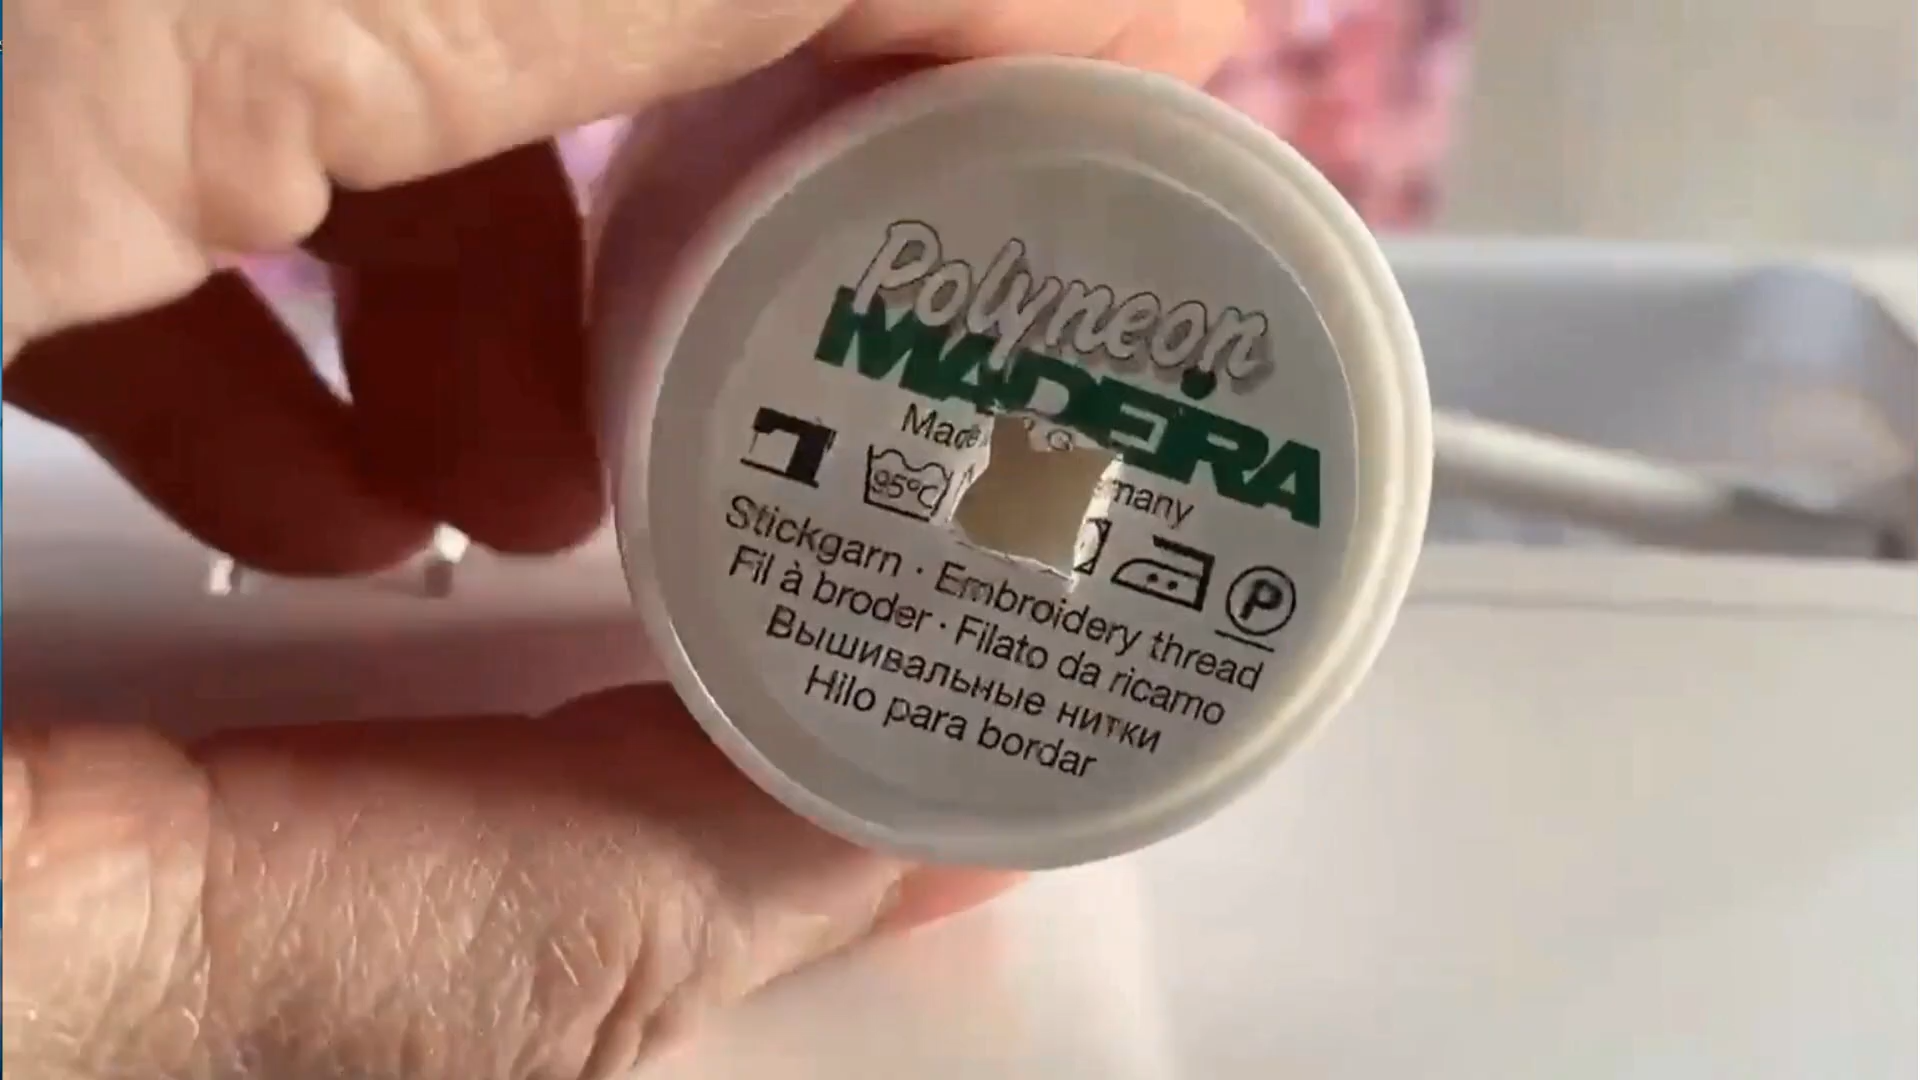 Polyneon
MADEIRA
Made G many
95°C P
Stickgarn · Embroidery thread
Fil à broder · Filato da ricamo
Вышивальные нитки
Hilo para bordar